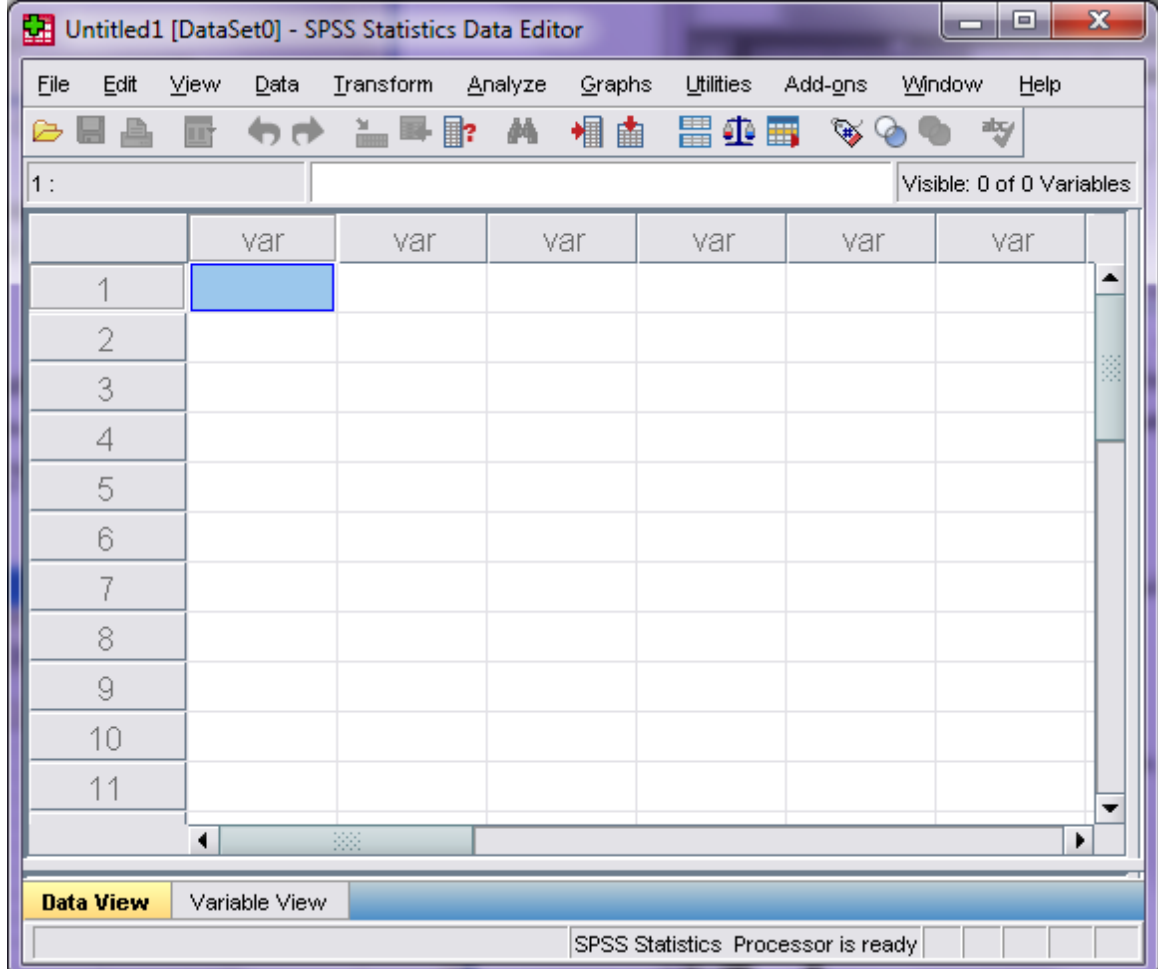 Untitled1 [DataSet0] - SPSS Statistics Data Editor
File Edit View Data Transform Analyze Graphs Utilities Add-ons Window Help
1 : Visible: 0 of 0 Variables
var var var var var var
1
2
3
4
5
6
7
8
9
10
11
Data View Variable View
SPSS Statistics Processor is ready